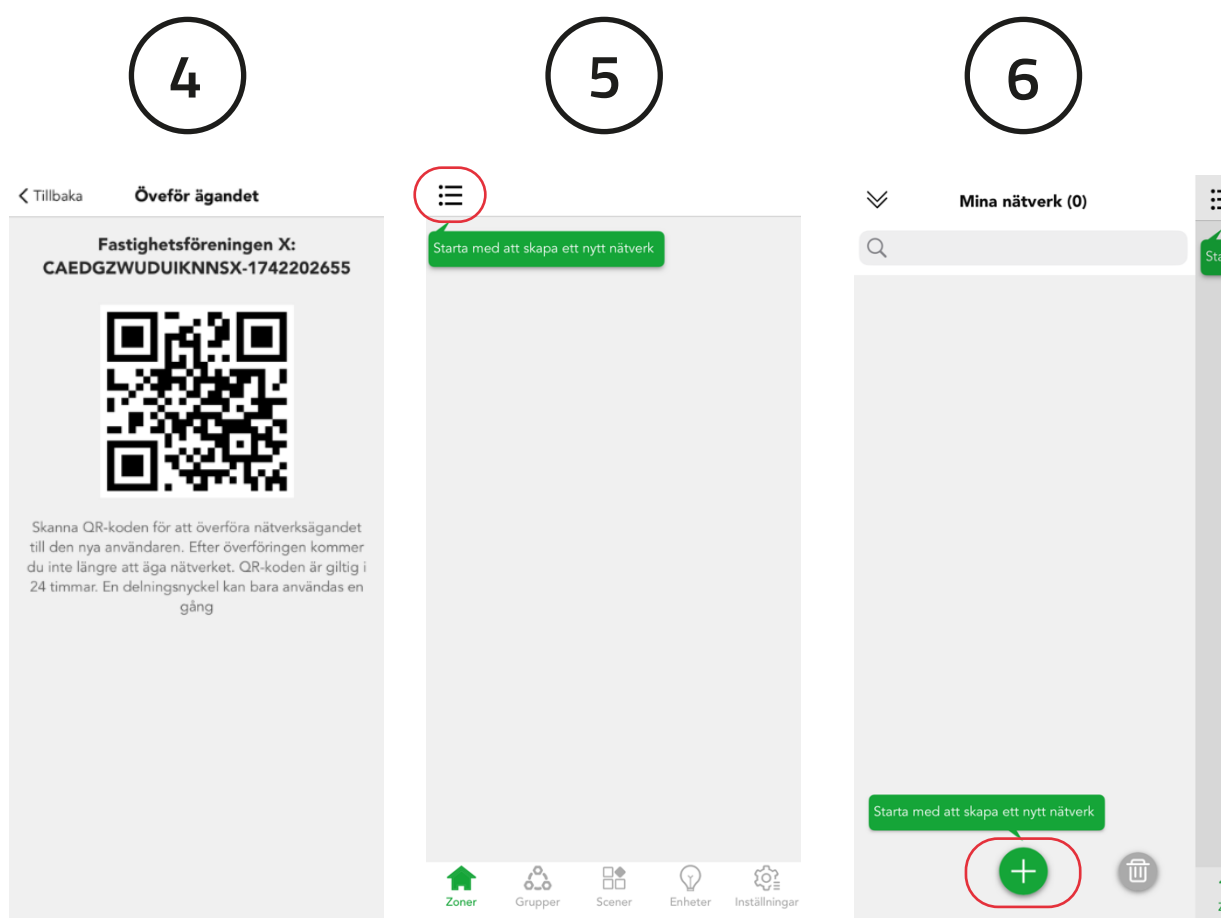 4
5
6
Tillbaka
Öveför ägandet
Fastighetsföreningen X:
CAEDGZWUDUIKNNSX-1742202655
Skanna QR-koden för att överföra nätverksägandet
till den nya användaren. Efter överföringen kommer
du inte längre att äga nätverket. QR-koden är giltig i
24 timmar. En delningsnyckel kan bara användas en
gång
Starta med att skapa ett nytt nätverk
Zoner
Grupper
Scener
Enheter
Inställningar
Mina nätverk (0)
Starta med att skapa ett nytt nätverk